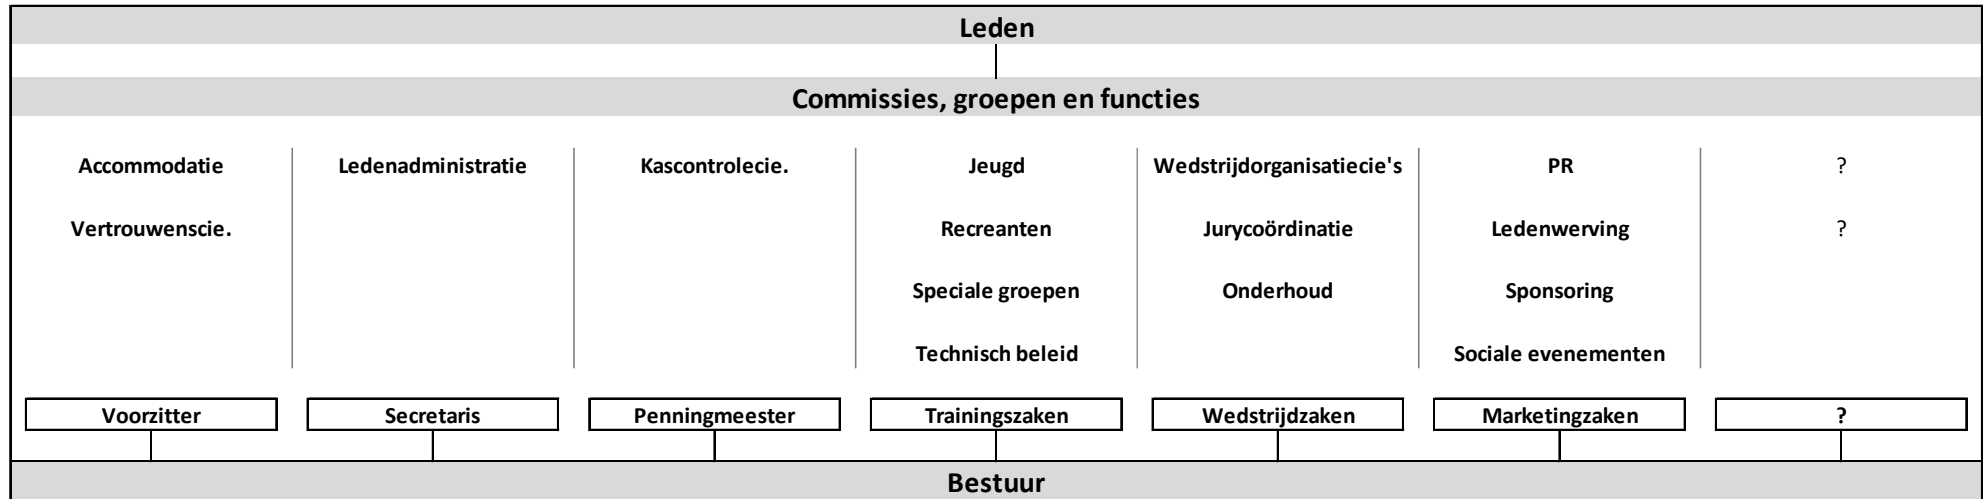 Leden
Commissies, groepen en functies
Accommodatie Ledenadministratie Kascontrolecie. Jeugd Wedstrijdorganisatiecie's PR ?
Vertrouwenscie. Recreanten Jurycoördinatie Ledenwerving ?
Speciale groepen Onderhoud Sponsoring
Technisch beleid Sociale evenementen
Voorzitter Secretaris Penningmeester Trainingszaken Wedstrijdzaken Marketingzaken ?
Bestuur